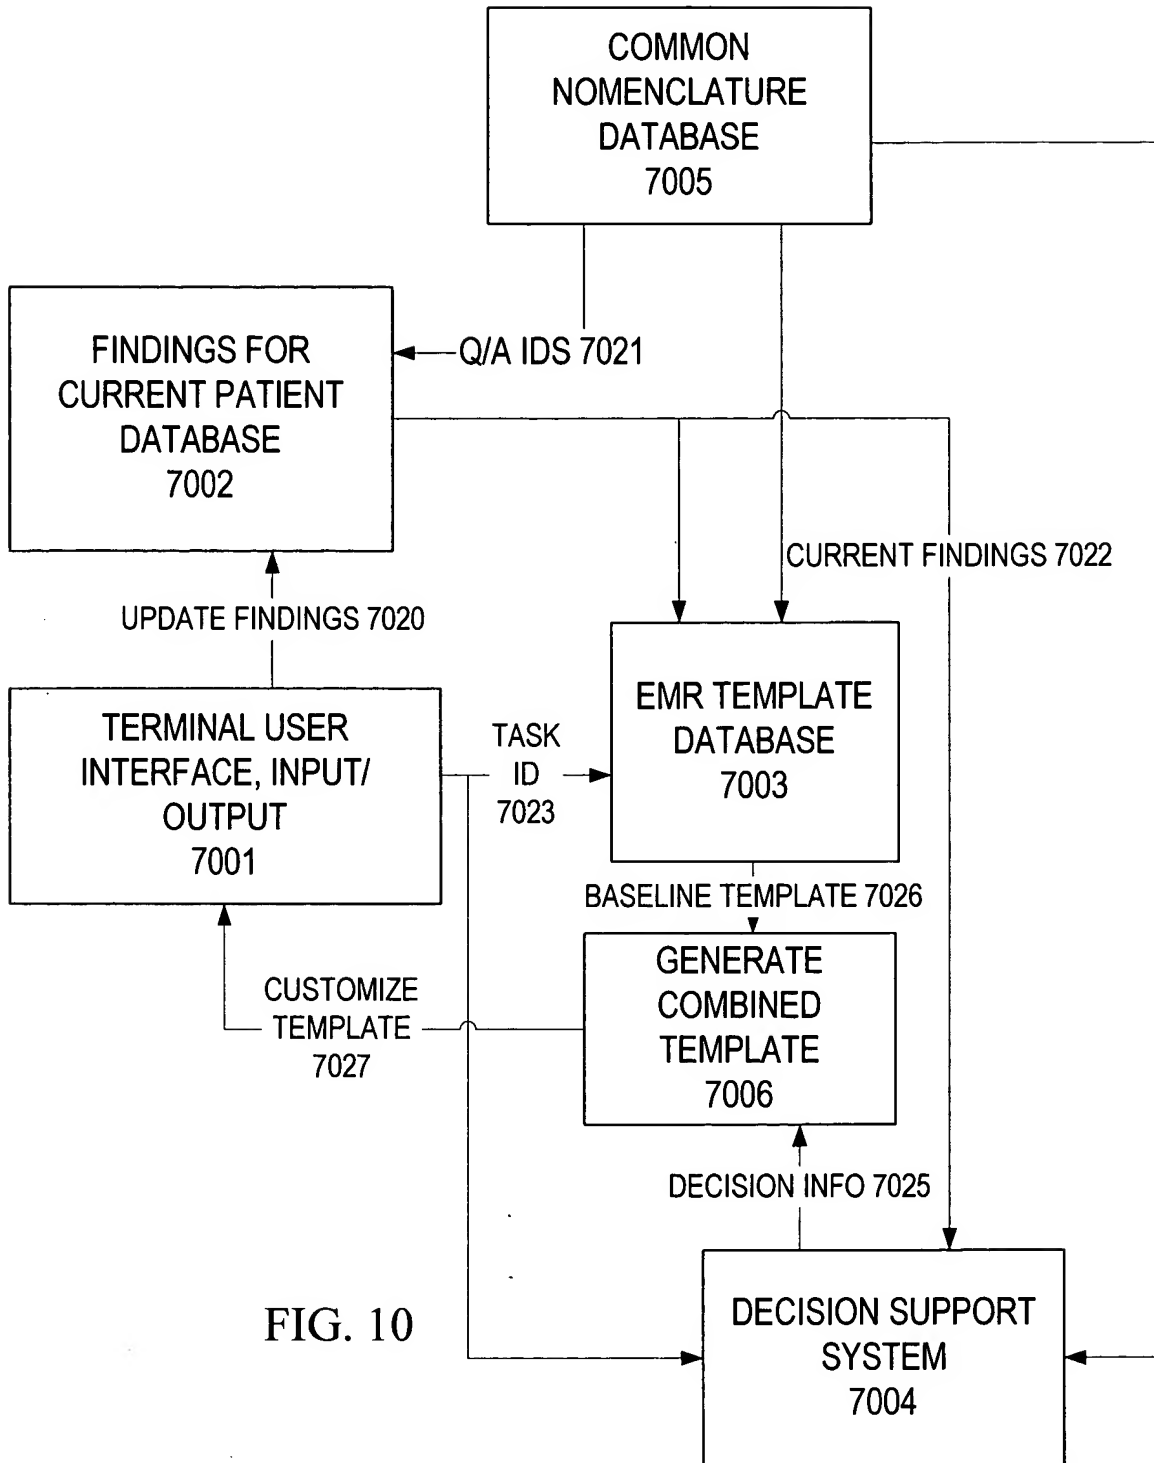 COMMON
NOMENCLATURE
DATABASE
7005
FINDINGS FOR
CURRENT PATIENT
DATABASE
7002
Q/A IDS 7021
CURRENT FINDINGS 7022
UPDATE FINDINGS 7020
TERMINAL USER
INTERFACE, INPUT/
OUTPUT
7001
TASK
ID
7023
EMR TEMPLATE
DATABASE
7003
BASELINE TEMPLATE 7026
GENERATE
COMBINED
TEMPLATE
7006
CUSTOMIZE
TEMPLATE
7027
DECISION INFO 7025
DECISION SUPPORT
SYSTEM
7004
FIG. 10